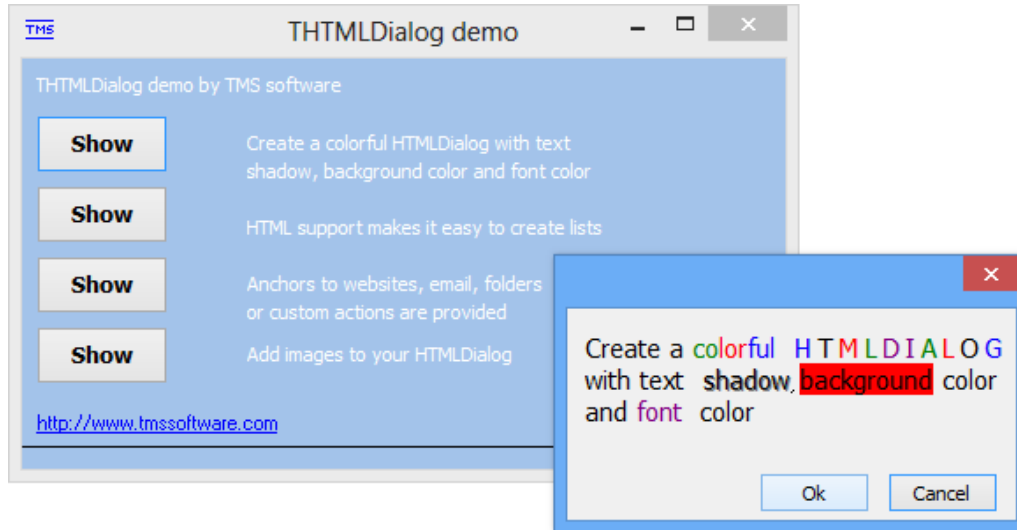 TMS
THTMLDialog demo
THTMLDialog demo by TMS software
Show
Create a colorful HTMLDialog with text
shadow, background color and font color
Show
HTML support makes it easy to create lists
Show
Anchors to websites, email, folders
or custom actions are provided
Show
Add images to your HTMLDialog
http://www.tmssoftware.com
Create a colorful H T M L D I A L O G
with text shadow, background color
and font color
Ok
Cancel